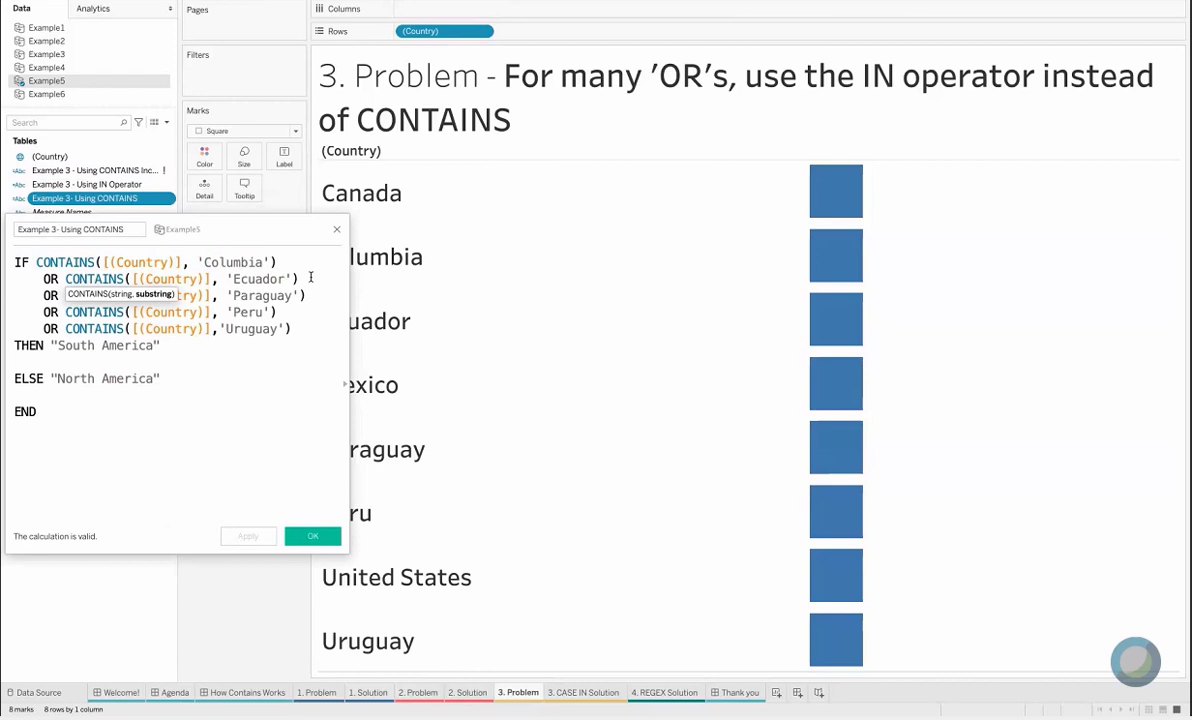 Data
Analytics
Pages
Columns
Rows
(Country)
Example1
Example2
Example3
Example4
Example5
Example6
Filters
Search
Tables
(Country)
Abc Example 3 - Using CONTAINS Inc... !
Abc Example 3 - Using IN Operator
Abc Example 3- Using CONTAINS
Measure Names
Marks
Square
Color
Size
Label
Detail
Tooltip
3. Problem - For many 'OR's, use the IN operator instead
of CONTAINS
(Country)
Canada
lumbia
uador
exico
raguay
ru
United States
Uruguay
Example 3- Using CONTAINS
Example5
IF CONTAINS([(Country)], 'Columbia')
OR CONTAINS([(Country)], 'Ecuador')
OR try)], 'Paraguay')
CONTAINS(string, substring)
OR CONTAINS([(Country)], 'Peru')
OR CONTAINS([(Country)],'Uruguay')
THEN "South America"
ELSE "North America"
END
The calculation is valid.
Apply
OK
Data Source
Welcome!
Agenda
How Contains Works
1. Problem
1. Solution
2. Problem
2. Solution
3. Problem
3. CASE IN Solution
4. REGEX Solution
Thank you
8 marks
8 rows by 1 column